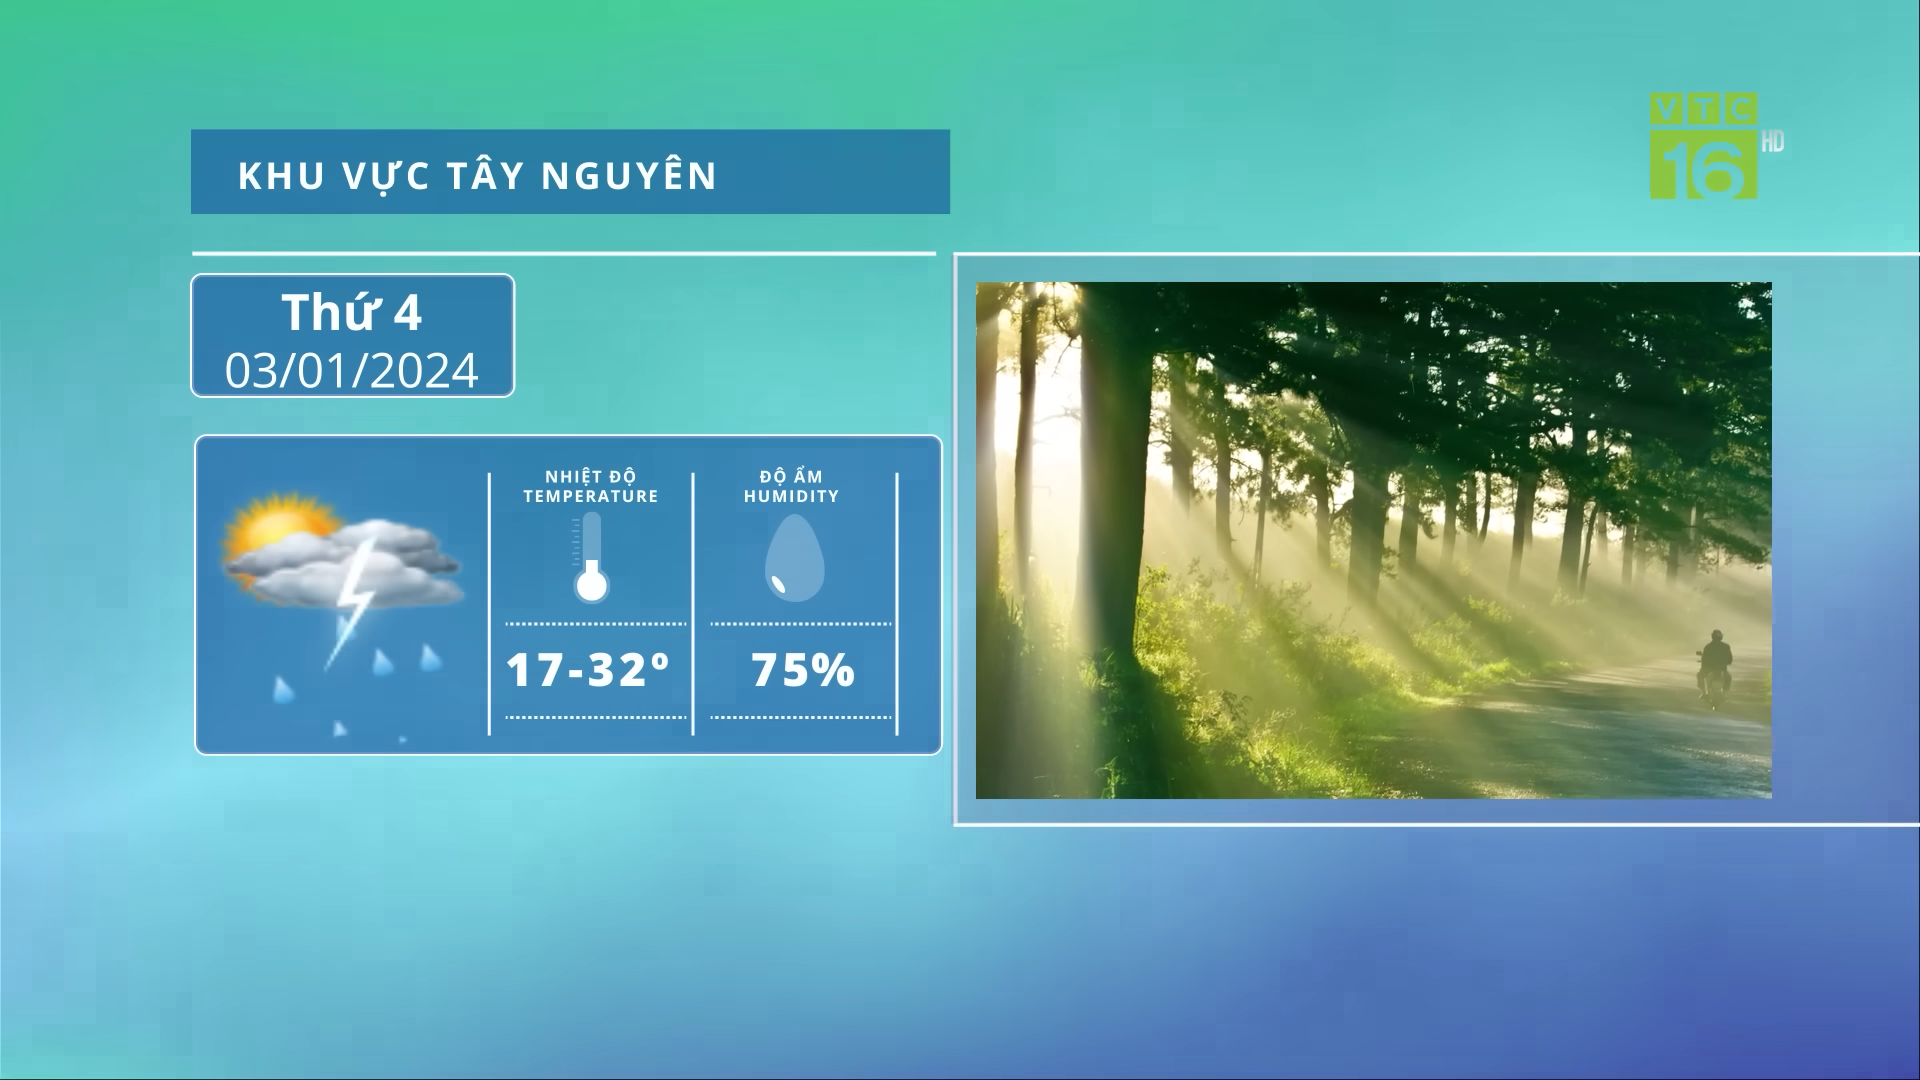 VTC
16 HD
KHU VỰC TÂY NGUYÊN
Thứ 4
03/01/2024
NHIỆT ĐỘ
TEMPERATURE
17-32º
ĐỘ ẨM
HUMIDITY
75%